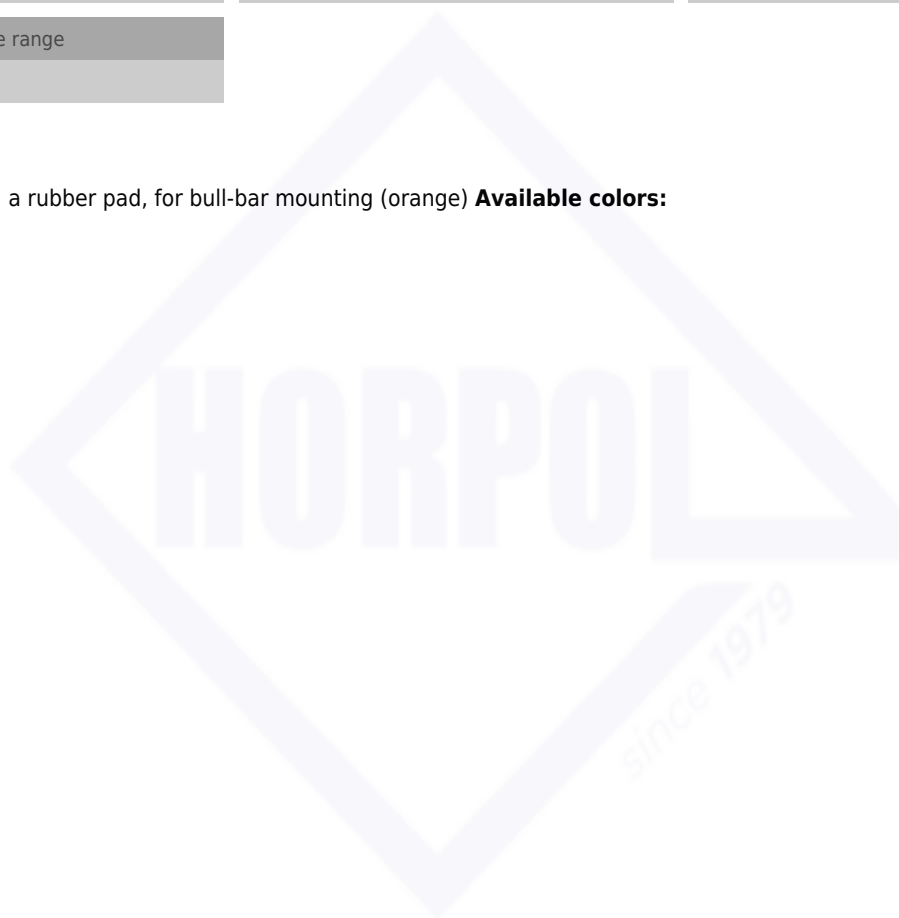 e range
a rubber pad, for bull-bar mounting (orange) Available colors:
HORPOL
since 1979